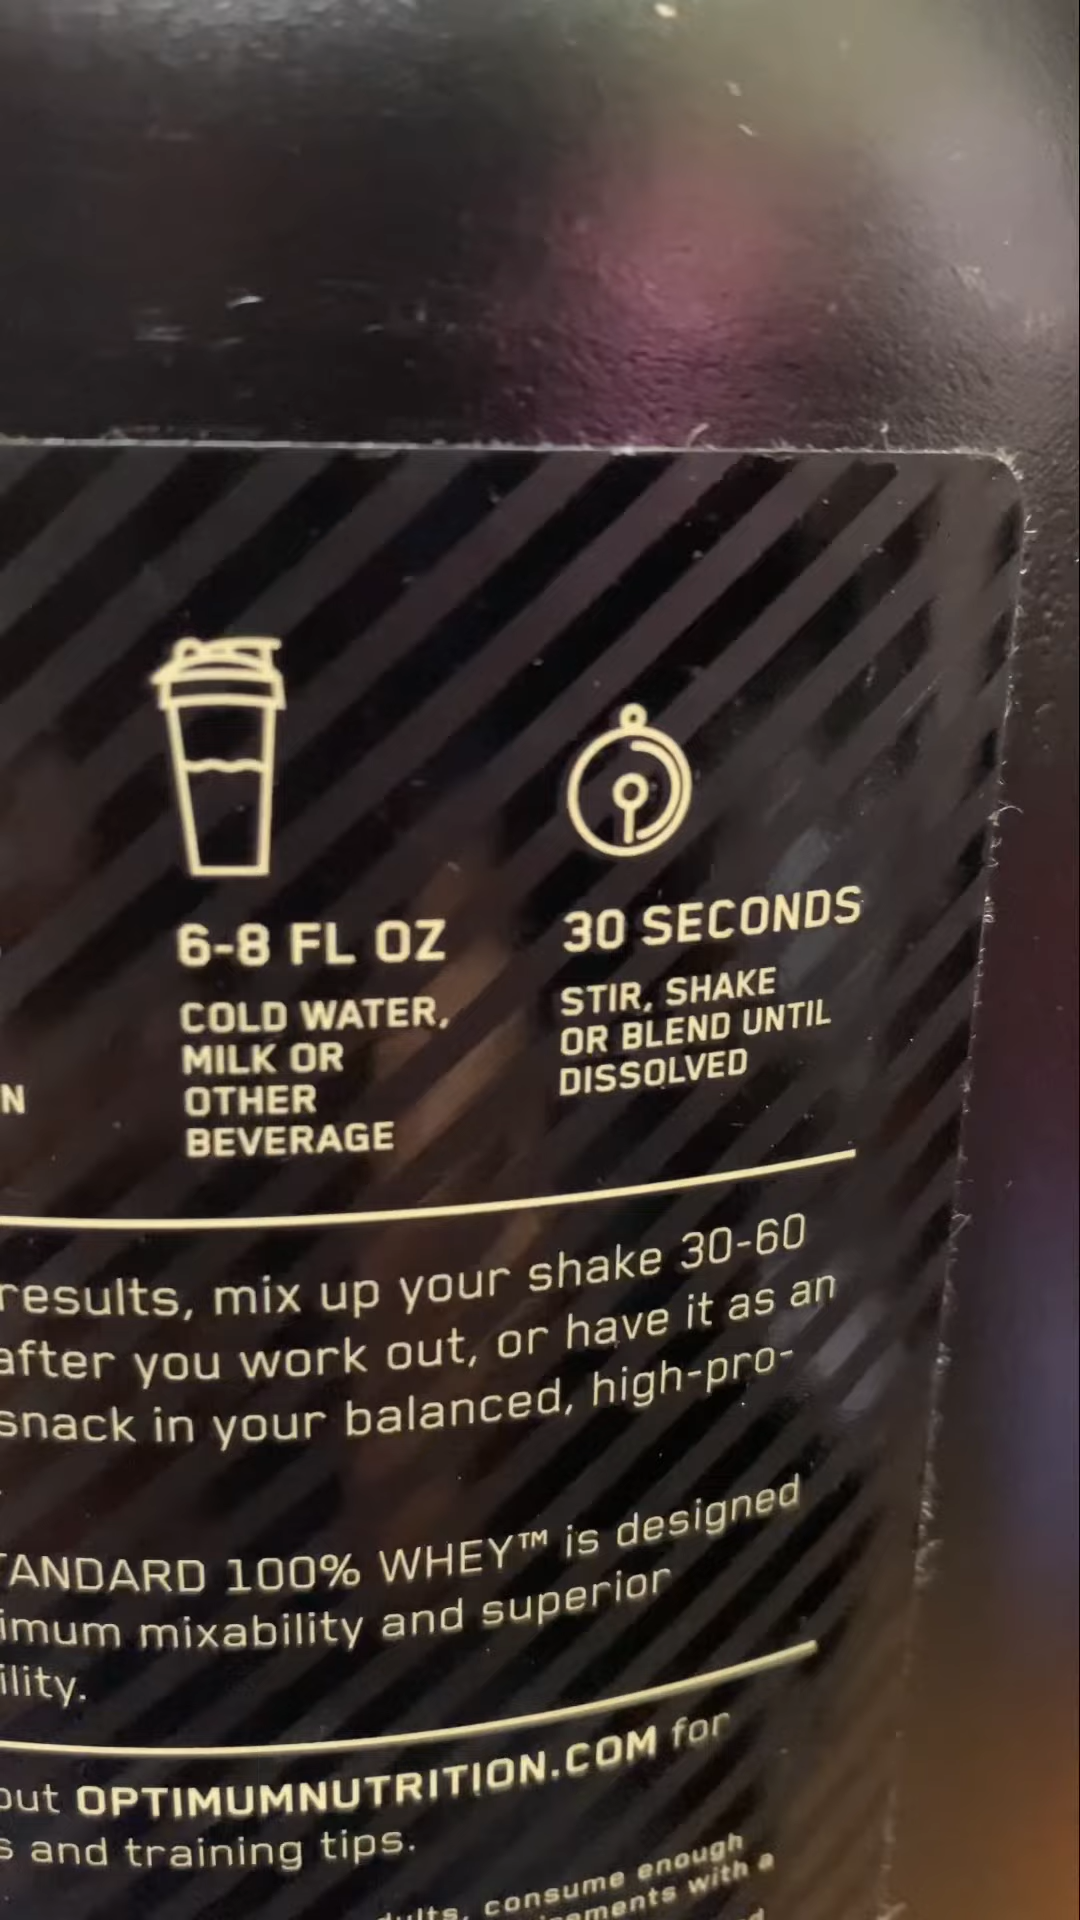 6-8 FL OZ
COLD WATER,
MILK OR
OTHER
BEVERAGE
30 SECONDS
STIR, SHAKE
OR BLEND UNTIL
DISSOLVED
N
results, mix up your shake 30-60
after you work out, or have it as an
snack in your balanced, high-pro-
TANDARD 100% WHEY™ is designed
imum mixability and superior
ility.
out OPTIMUMNUTRITION.COM for
s and training tips.
dults, consume enough
ements with a